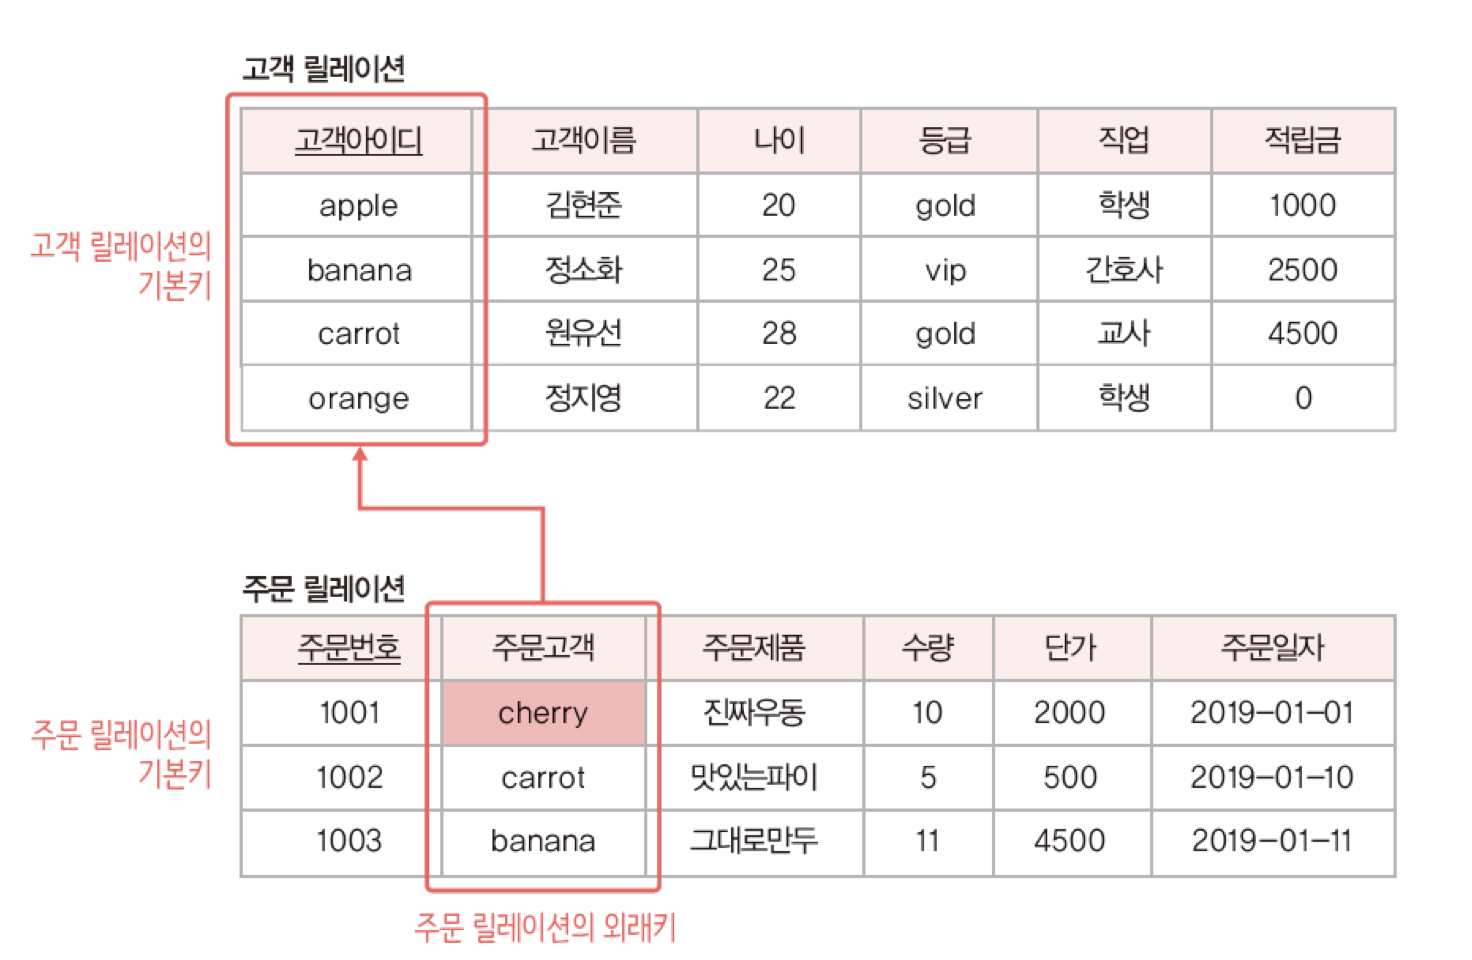 고객 릴레이션
고객아이디 고객이름 나이 등급 직업 적립금
apple 김현준 20 gold 학생 1000
고객 릴레이션의
기본키
banana 정소화 25 vip 간호사 2500
carrot 원유선 28 gold 교사 4500
orange 정지영 22 silver 학생 0
주문 릴레이션
주문번호 주문고객 주문제품 수량 단가 주문일자
1001 cherry 진짜우동 10 2000 2019-01-01
주문 릴레이션의
기본키
1002 carrot 맛있는파이 5 500 2019-01-10
1003 banana 그대로만두 11 4500 2019-01-11
주문 릴레이션의 외래키